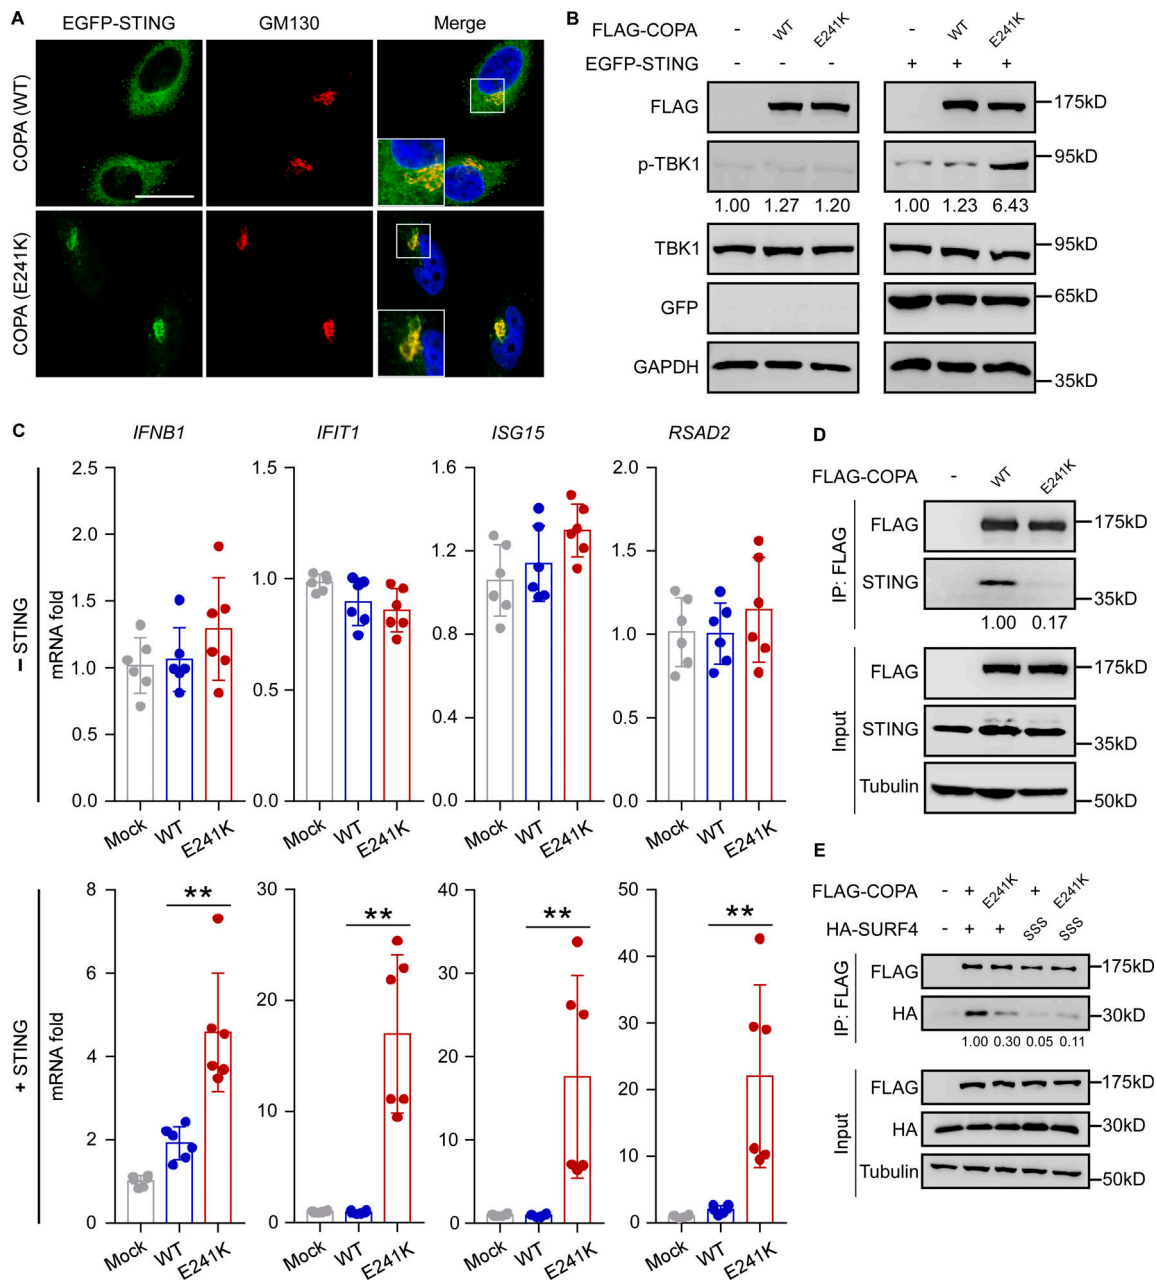 A
EGFP-STING GM130 Merge
COPA (WT)
COPA (E241K)
B
FLAG-COPA - WT E241K - WT E241K
EGFP-STING - - - + + +
FLAG 175kD
p-TBK1 95kD
1.00 1.27 1.20 1.00 1.23 6.43
TBK1 95kD
GFP 65kD
GAPDH 35kD
C
IFNB1 IFIT1 ISG15 RSAD2
– STING
mRNA fold
2.5 2.0 1.5 1.0 0.5 0.0
Mock WT E241K
1.5 1.0 0.5 0.0
Mock WT E241K
1.6 1.2 0.8 0.4 0.0
Mock WT E241K
2.0 1.5 1.0 0.5 0.0
Mock WT E241K
+ STING
mRNA fold
8 6 4 2 0
**
Mock WT E241K
30 20 10 0
**
Mock WT E241K
40 30 20 10 0
**
Mock WT E241K
50 40 30 20 10 0
**
Mock WT E241K
D
FLAG-COPA - WT E241K
IP: FLAG
FLAG 175kD
STING 35kD
1.00 0.17
Input
FLAG 175kD
STING 35kD
Tubulin 50kD
E
FLAG-COPA - + E241K + E241K
HA-SURF4 - + + SSS SSS
IP: FLAG
FLAG 175kD
HA 30kD
1.00 0.30 0.05 0.11
Input
FLAG 175kD
HA 30kD
Tubulin 50kD